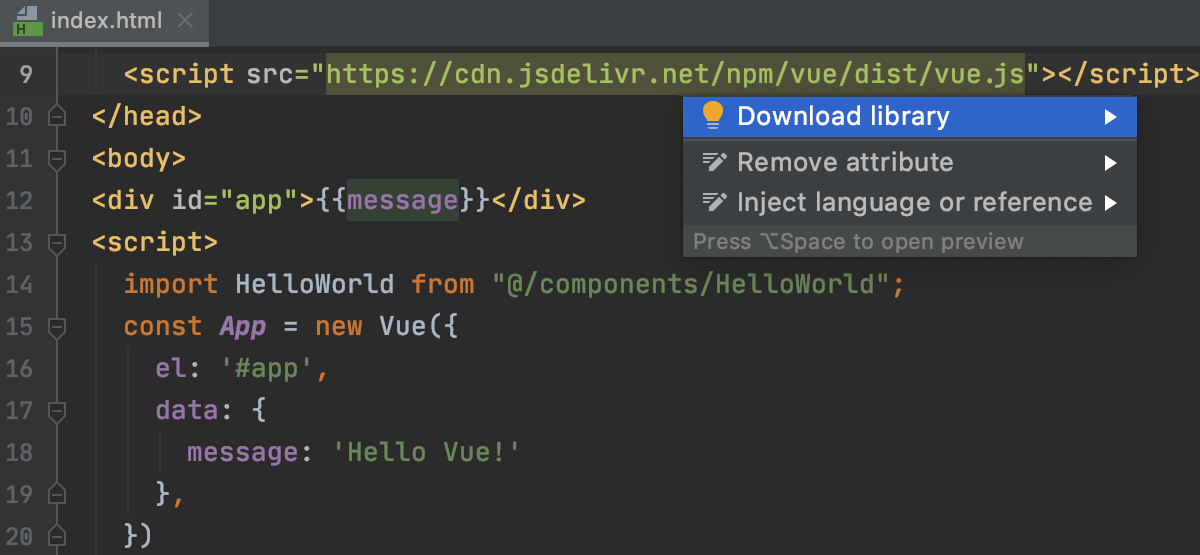 index.html
9 <script src="https://cdn.jsdelivr.net/npm/vue/dist/vue.js"></script>
10 </head>
Download library
11 <body>
Remove attribute
12 <div id="app">{{message}}</div>
Inject language or reference
13 <script>
Press ⌥Space to open preview
14 import HelloWorld from "@/components/HelloWorld";
15 const App = new Vue({
16 el: '#app',
17 data: {
18 message: 'Hello Vue!'
19 },
20 })